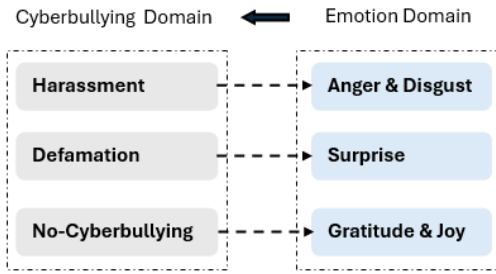 Cyberbullying Domain
Emotion Domain
Harassment
Anger & Disgust
Defamation
Surprise
No-Cyberbullying
Gratitude & Joy